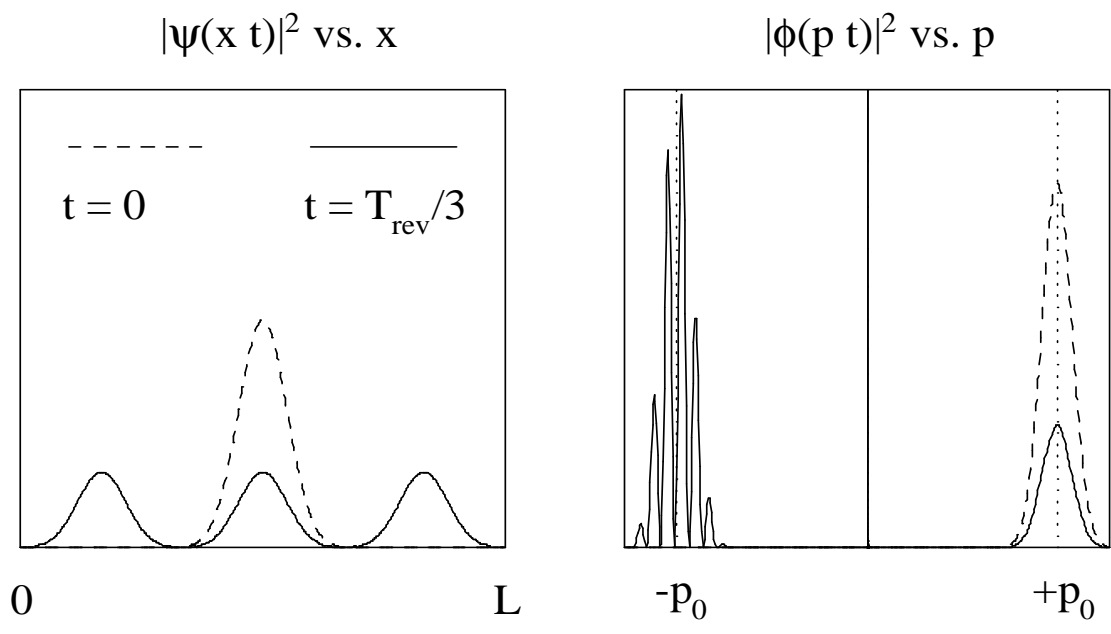 |ψ(x t)|² vs. x
|ϕ(p t)|² vs. p
t = 0
t = T_rev/3
0
L
-p₀
+p₀